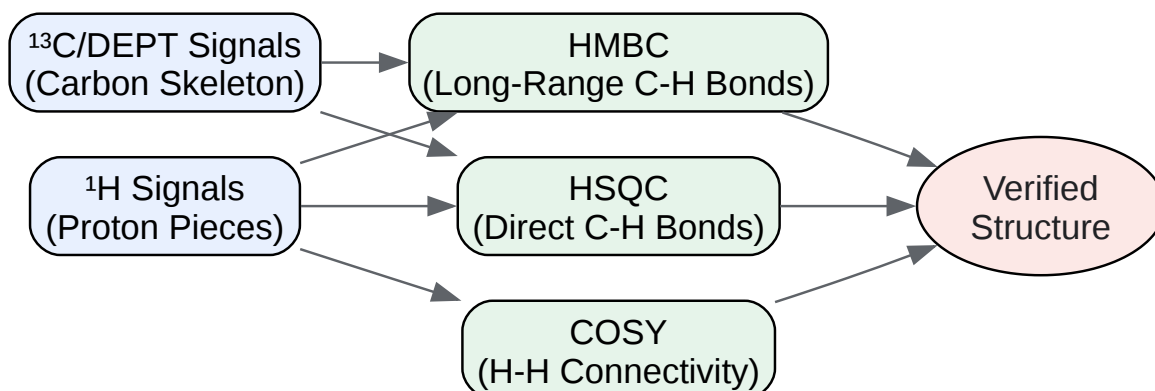 ¹³C/DEPT Signals
(Carbon Skeleton)
HMBC
(Long-Range C-H Bonds)
¹H Signals
(Proton Pieces)
HSQC
(Direct C-H Bonds)
Verified
Structure
COSY
(H-H Connectivity)